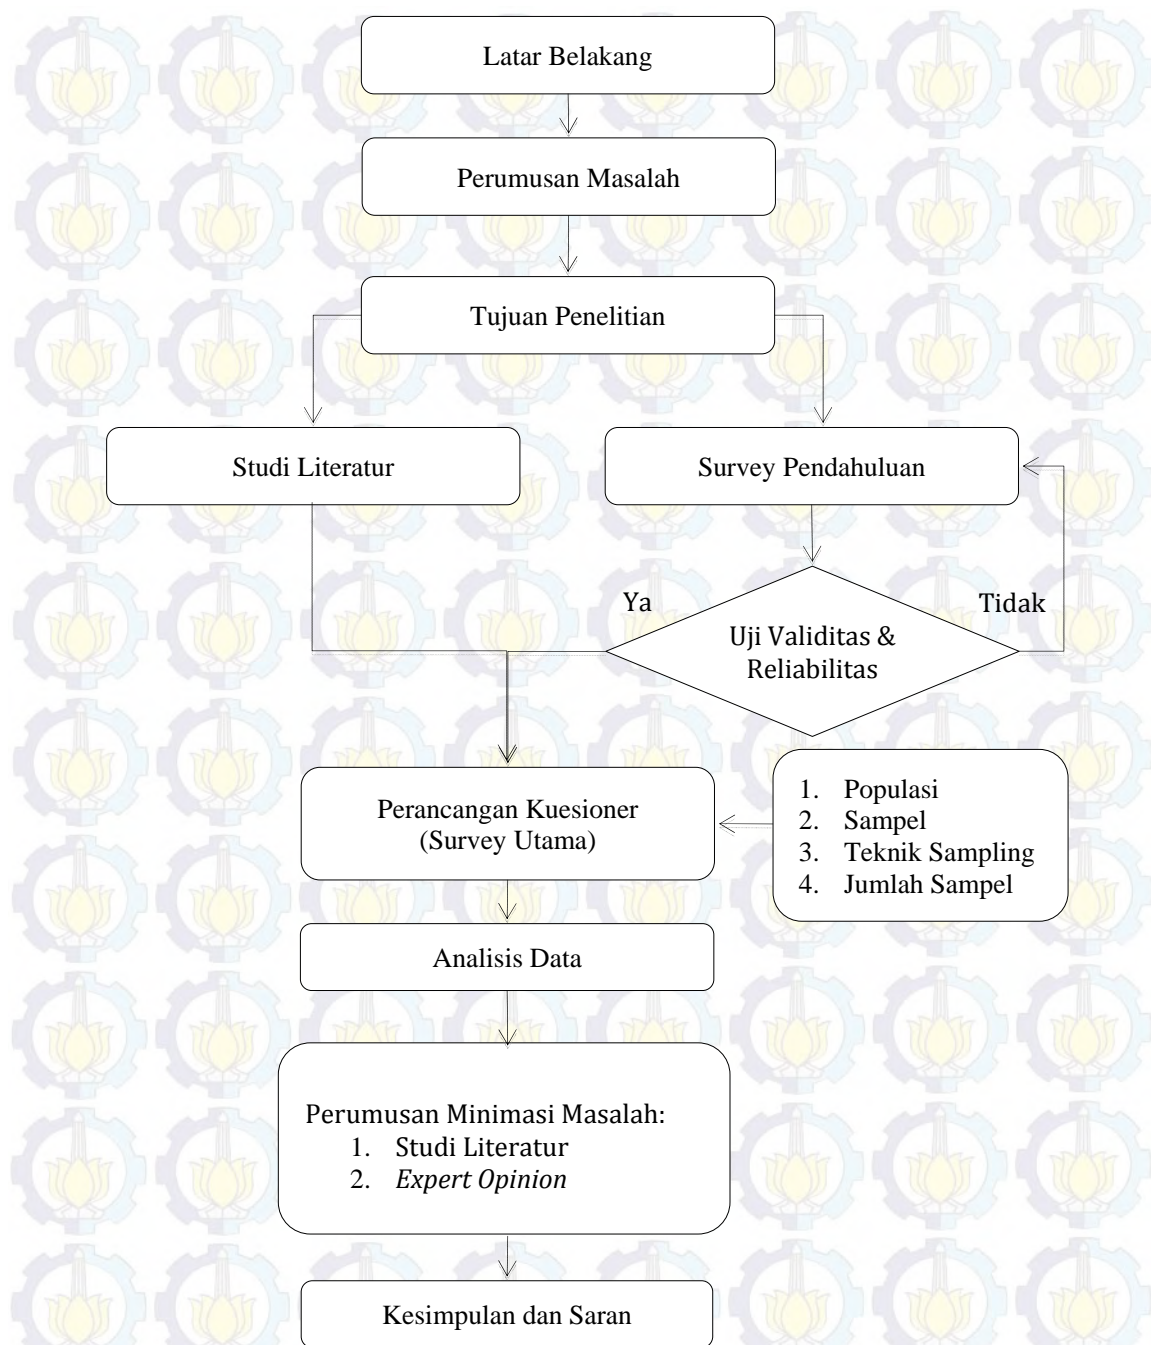 Latar Belakang
Perumusan Masalah
Tujuan Penelitian
Studi Literatur
Survey Pendahuluan
Ya
Tidak
Uji Validitas &
Reliabilitas
Perancangan Kuesioner
(Survey Utama)
1. Populasi
2. Sampel
3. Teknik Sampling
4. Jumlah Sampel
Analisis Data
Perumusan Minimasi Masalah:
1. Studi Literatur
2. Expert Opinion
Kesimpulan dan Saran